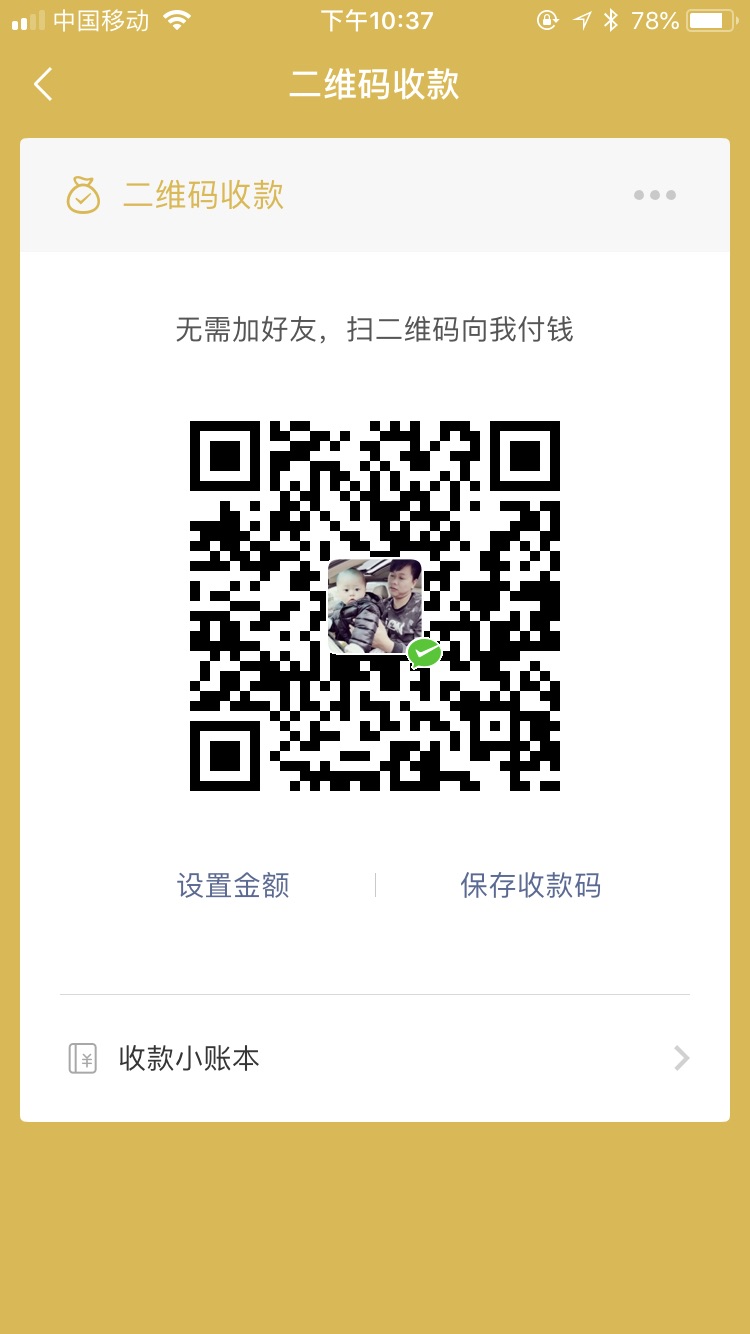 中国移动 下午10:37 78%
二维码收款
二维码收款
无需加好友，扫二维码向我付钱
设置金额 保存收款码
¥ 收款小账本